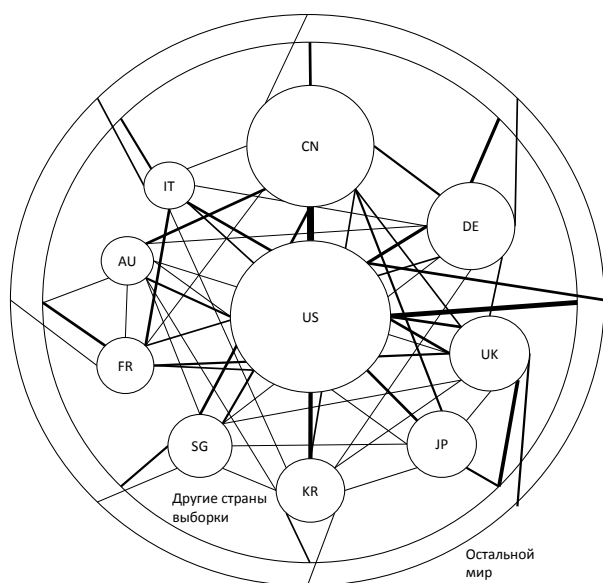 CN
IT
DE
AU
US
UK
FR
SG
JP
KR
Другие страны
выборки
Остальной
мир